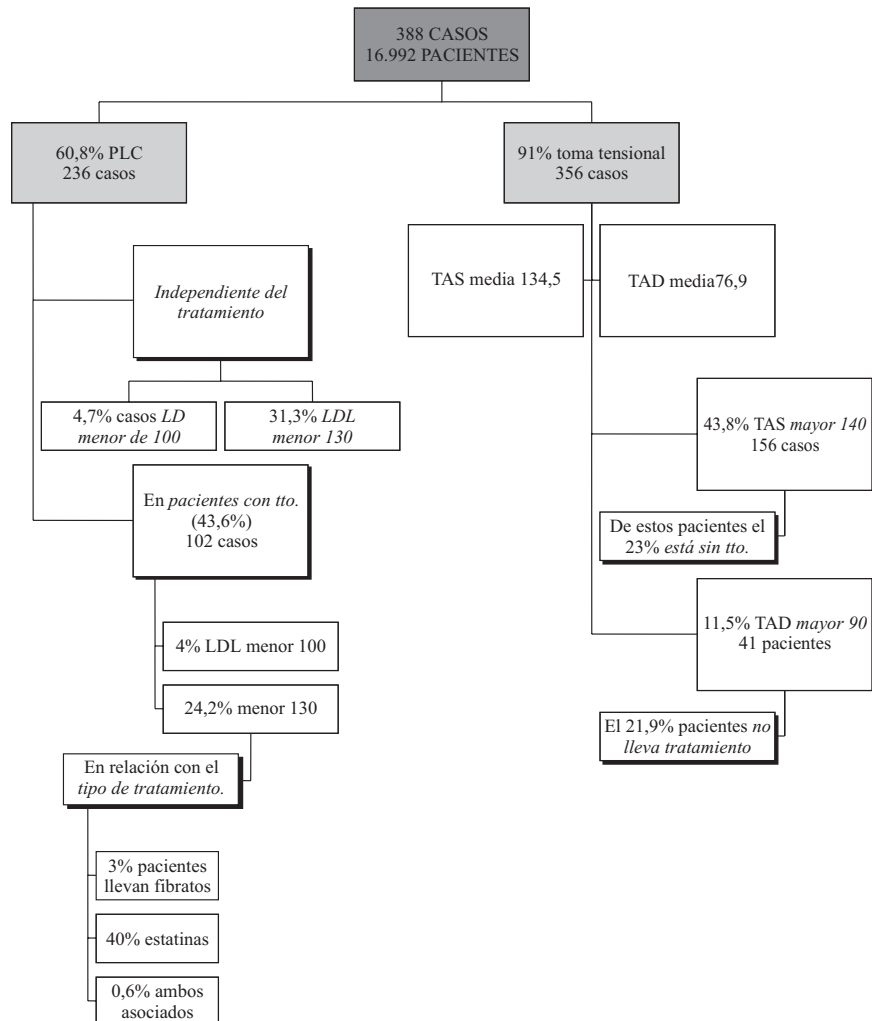 388 CASOS
16.992 PACIENTES
60,8% PLC
236 casos
91% toma tensional
356 casos
TAS media 134,5
TAD media76,9
Independiente del
tratamiento
4,7% casos LD
menor de 100
31,3% LDL
menor 130
43,8% TAS mayor 140
156 casos
En pacientes con tto.
(43,6%)
102 casos
De estos pacientes el
23% está sin tto.
11,5% TAD mayor 90
41 pacientes
4% LDL menor 100
24,2% menor 130
El 21,9% pacientes no
lleva tratamiento
En relación con el
tipo de tratamiento.
3% pacientes
llevan fibratos
40% estatinas
0,6% ambos
asociados